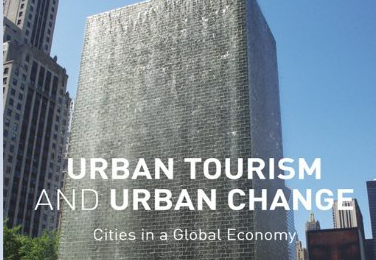 URBAN TOURISM
AND URBAN CHANGE
Cities in a Global Economy